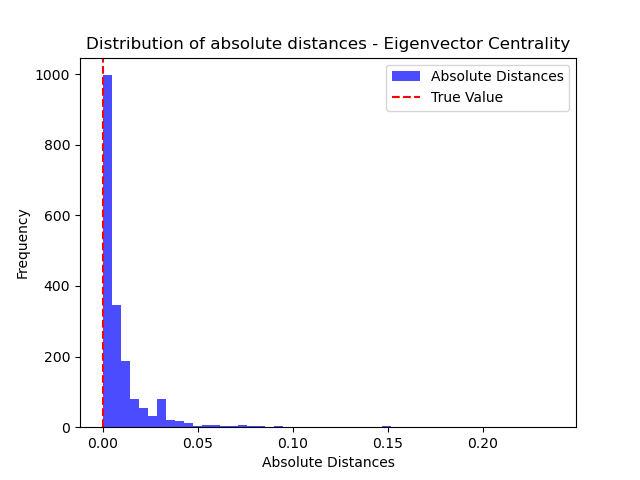 Distribution of absolute distances - Eigenvector Centrality
Absolute Distances
True Value
1000
800
600
400
200
0
Frequency
0.00 0.05 0.10 0.15 0.20
Absolute Distances